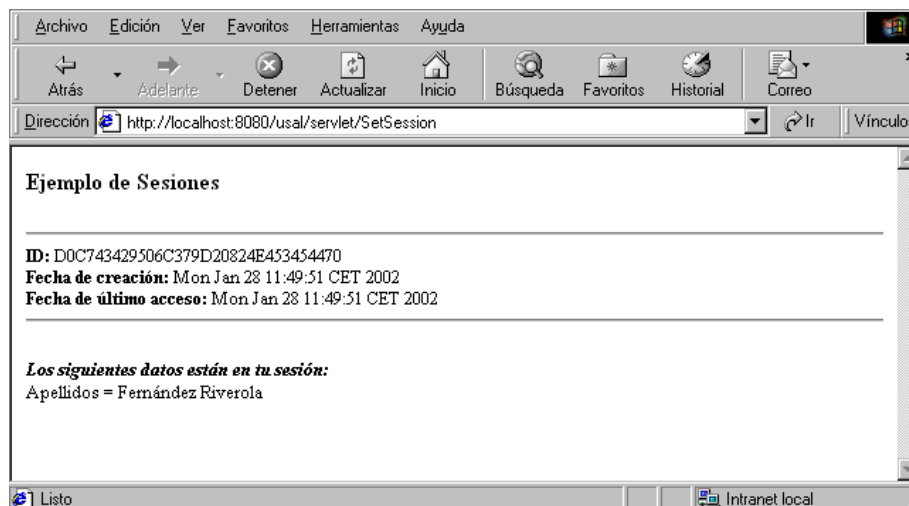 Archivo Edición Ver Favoritos Herramientas Ayuda
Atrás Adelante Detener Actualizar Inicio Búsqueda Favoritos Historial Correo
Dirección http://localhost:8080/usal/servlet/SetSession Ir Vínculo
Ejemplo de Sesiones
ID: D0C743429506C379D20824E453454470
Fecha de creación: Mon Jan 28 11:49:51 CET 2002
Fecha de último acceso: Mon Jan 28 11:49:51 CET 2002
Los siguientes datos están en tu sesión:
Apellidos = Fernández Riverola
Listo Intranet local